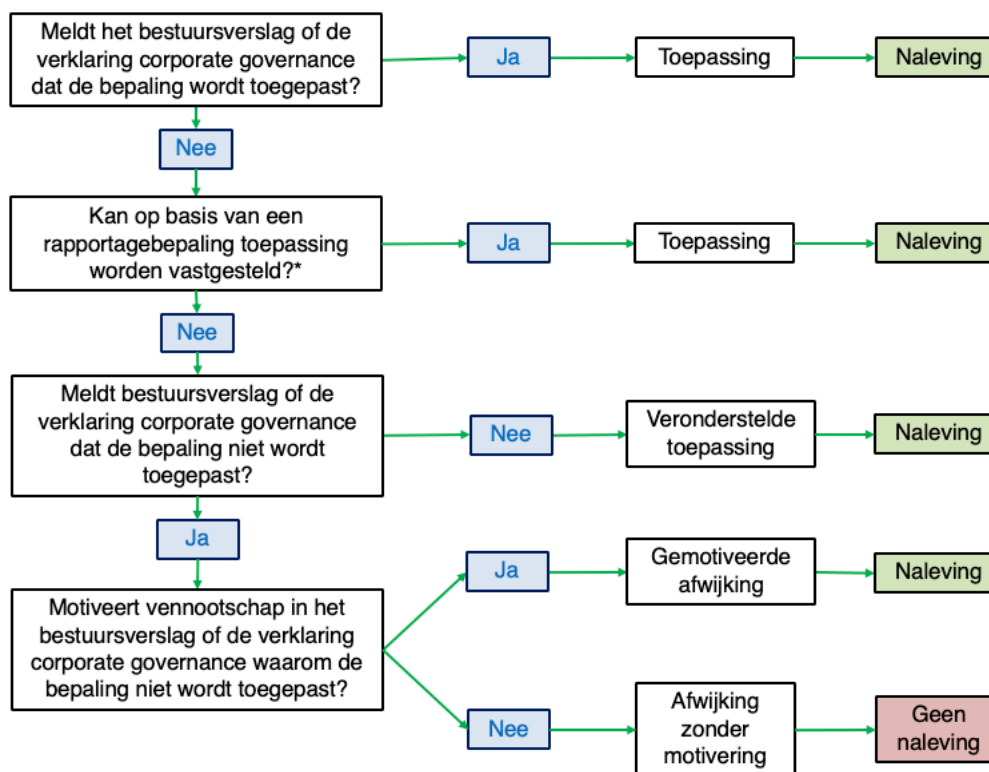 Meldt het bestuursverslag of de
verklaring corporate governance
dat de bepaling wordt toegepast?
Ja
Toepassing
Naleving
Nee
Kan op basis van een
rapportagebepaling toepassing
worden vastgesteld?*
Ja
Toepassing
Naleving
Nee
Meldt bestuursverslag of de
verklaring corporate governance
dat de bepaling niet wordt
toegepast?
Nee
Veronderstelde
toepassing
Naleving
Ja
Motiveert vennootschap in het
bestuursverslag of de verklaring
corporate governance waarom de
bepaling niet wordt toegepast?
Ja
Gemotiveerde
afwijking
Naleving
Nee
Afwijking
zonder
motivering
Geen
naleving